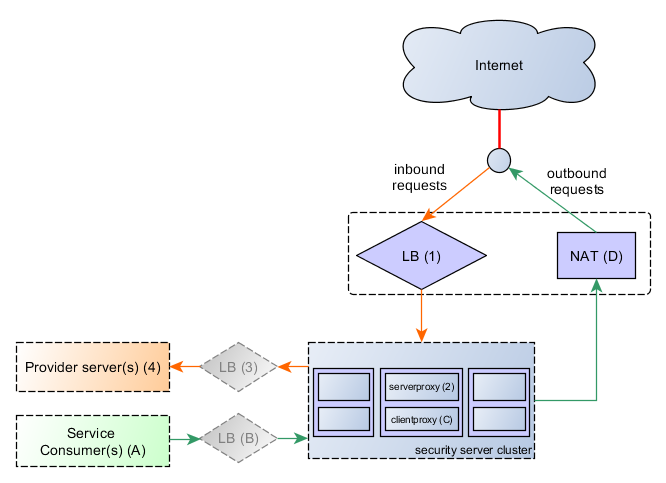 Internet
inbound
requests
outbound
requests
LB (1)
NAT (D)
Provider server(s) (4)
LB (3)
serverproxy (2)
clientproxy (C)
Service
Consumer(s) (A)
LB (B)
security server cluster